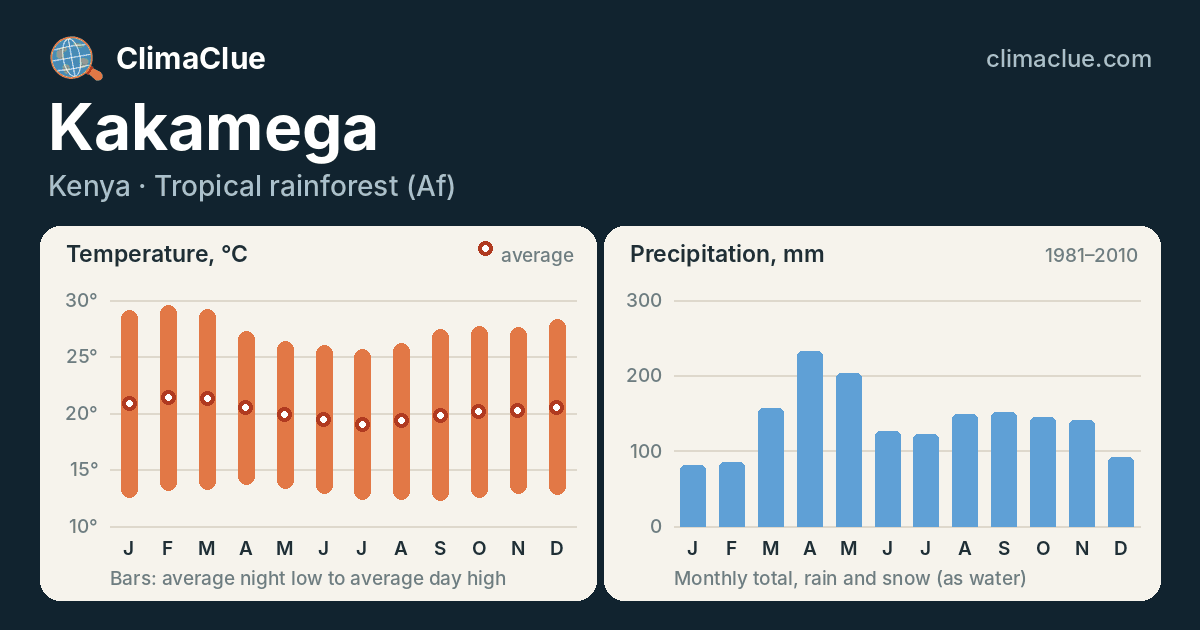 ClimaClue
climaclue.com
Kakamega
Kenya · Tropical rainforest (Af)
Temperature, °C
average
30°
25°
20°
15°
10°
J F M A M J J A S O N D
Bars: average night low to average day high
Precipitation, mm
1981–2010
300
200
100
0
J F M A M J J A S O N D
Monthly total, rain and snow (as water)